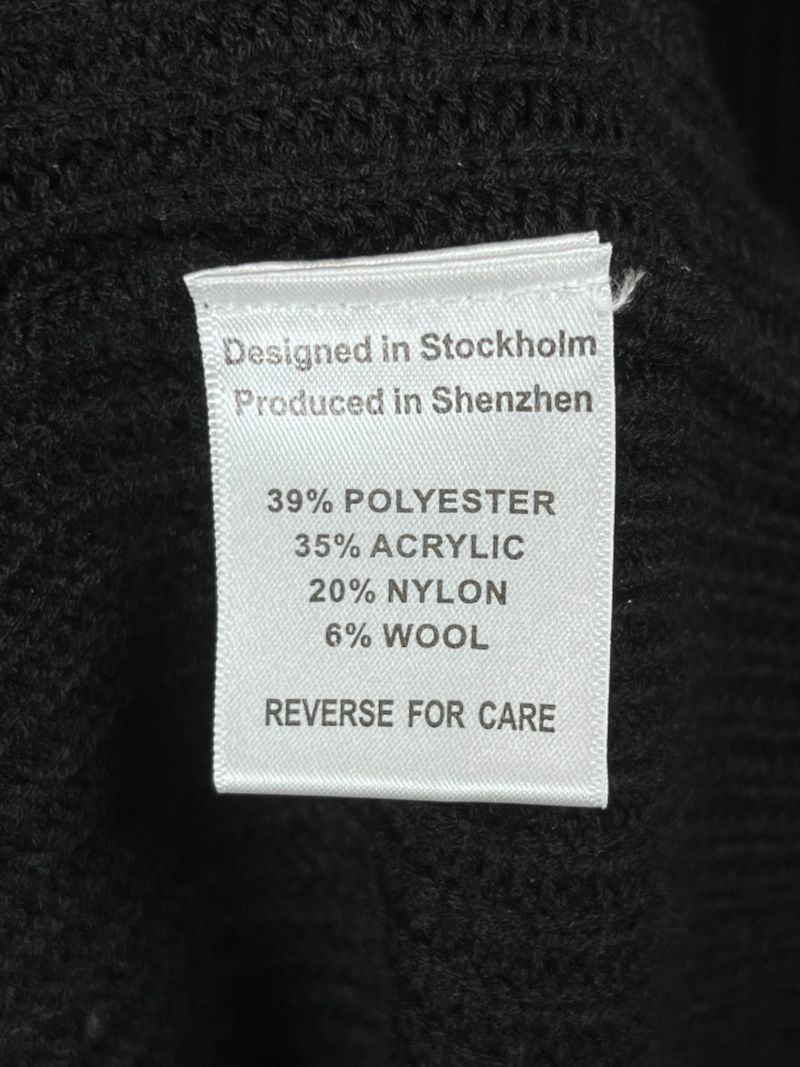 Designed in Stockholm
Produced in Shenzhen
39% POLYESTER
35% ACRYLIC
20% NYLON
6% WOOL
REVERSE FOR CARE